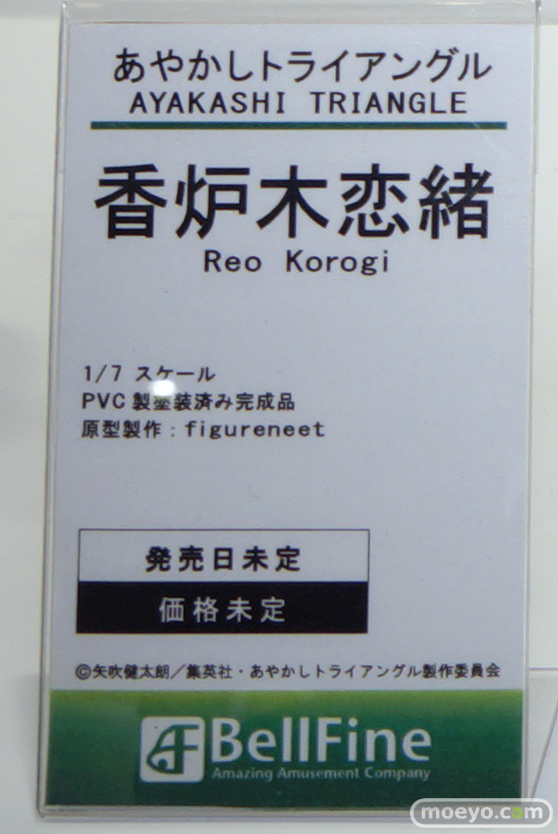 あやかしトライアングル
AYAKASHI TRIANGLE
香炉木恋緒
Reo Korogi
1/7 スケール
PVC製塗装済み完成品
原型製作：figureneet
発売日未定
価格未定
©矢吹健太朗／集英社・あやかしトライアングル製作委員会
AF BellFine
Amazing Amusement Company
moeyo.com